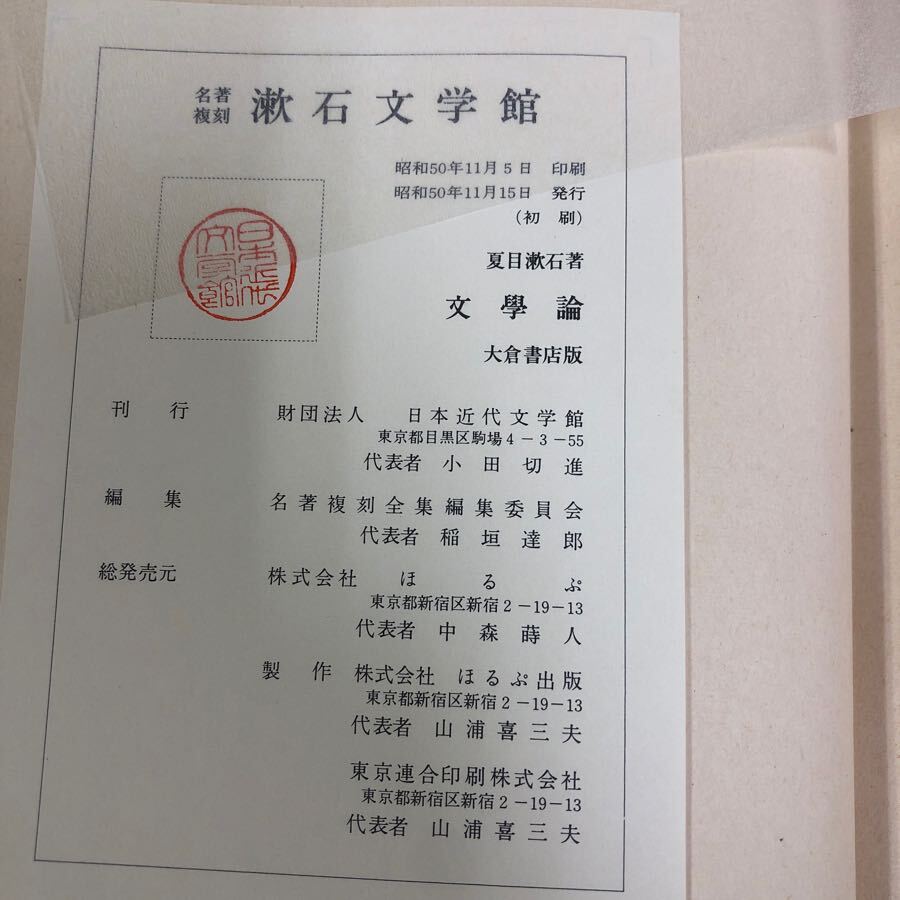 名著複刻 漱石文学館
昭和50年11月5日 印刷
昭和50年11月15日 発行
(初 刷)
日本近代
文学館
夏目漱石著
文學論
大倉書店版
刊 行 財団法人 日本近代文学館
東京都目黒区駒場4-3-55
代表者 小田切進
編 集 名著複刻全集編集委員会
代表者 稲垣達郎
総発売元 株式会社 ほるぷ
東京都新宿区新宿2-19-13
代表者 中森蒔人
製 作 株式会社 ほるぷ出版
東京都新宿区新宿2-19-13
代表者 山浦喜三夫
東京連合印刷株式会社
東京都新宿区新宿2-19-13
代表者 山浦喜三夫